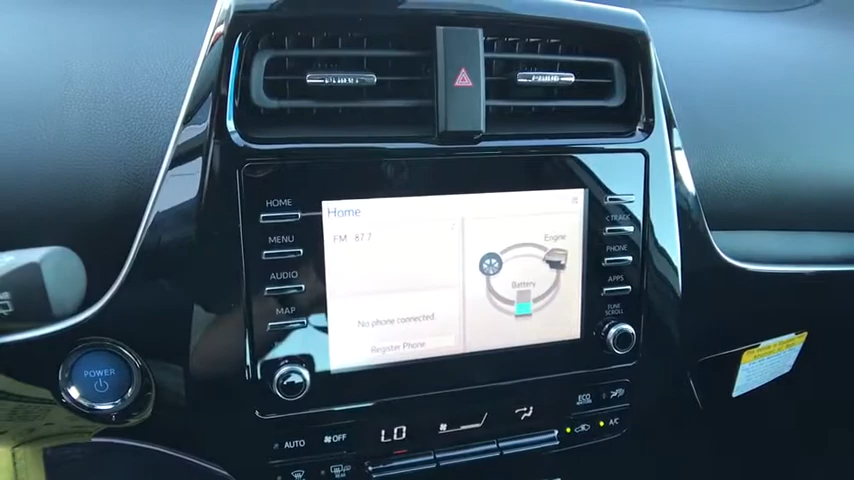 HOME
MENU
AUDIO
MAP
Home
FM 87.7
No phone connected.
Register Phone
Engine
Battery
TRACK
PHONE
APPS
TUNE
SCROLL
POWER
AUTO
OFF
LO
ECO
A/C
REAR